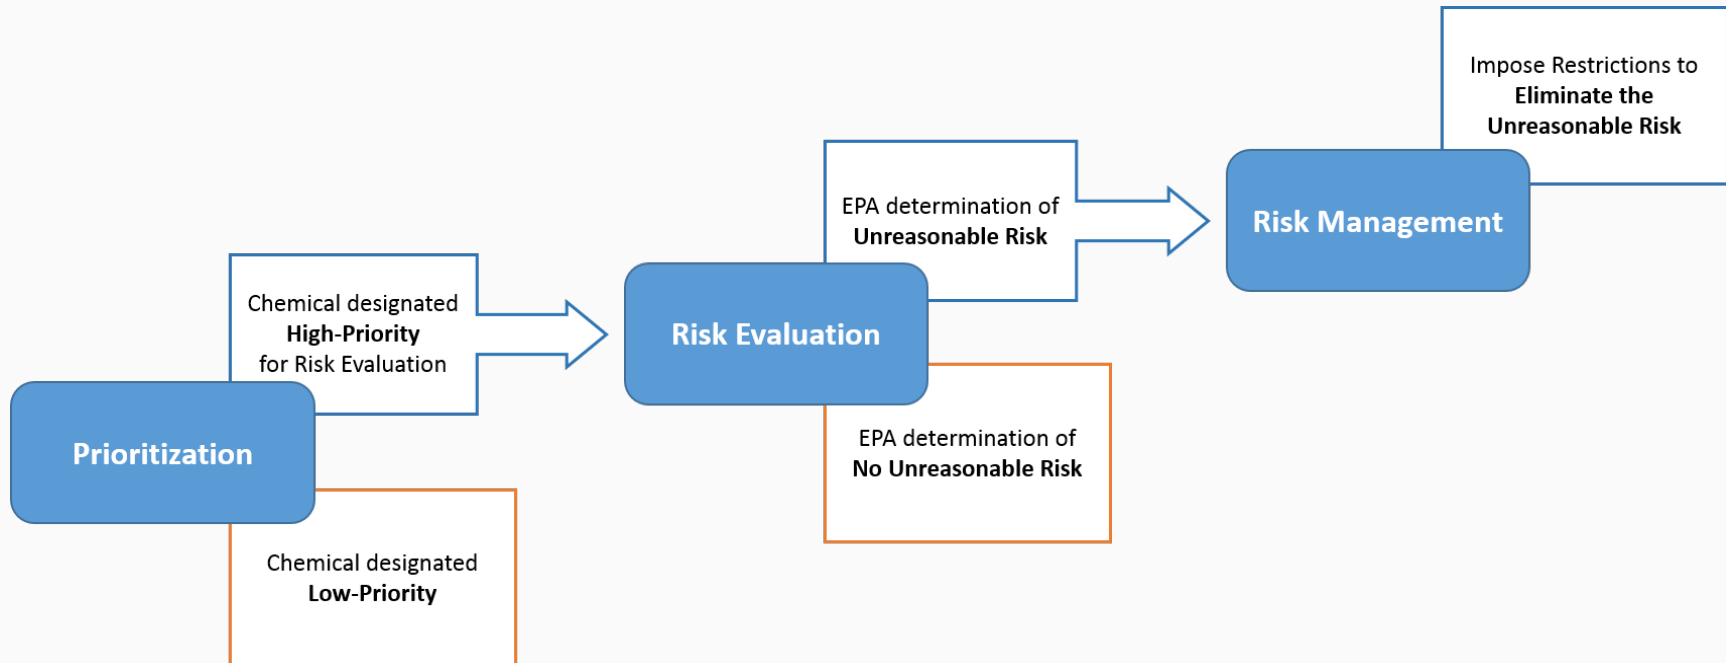 Chemical designated
High-Priority
for Risk Evaluation
Prioritization
Chemical designated
Low-Priority
EPA determination of
Unreasonable Risk
Risk Evaluation
EPA determination of
No Unreasonable Risk
Impose Restrictions to
Eliminate the
Unreasonable Risk
Risk Management